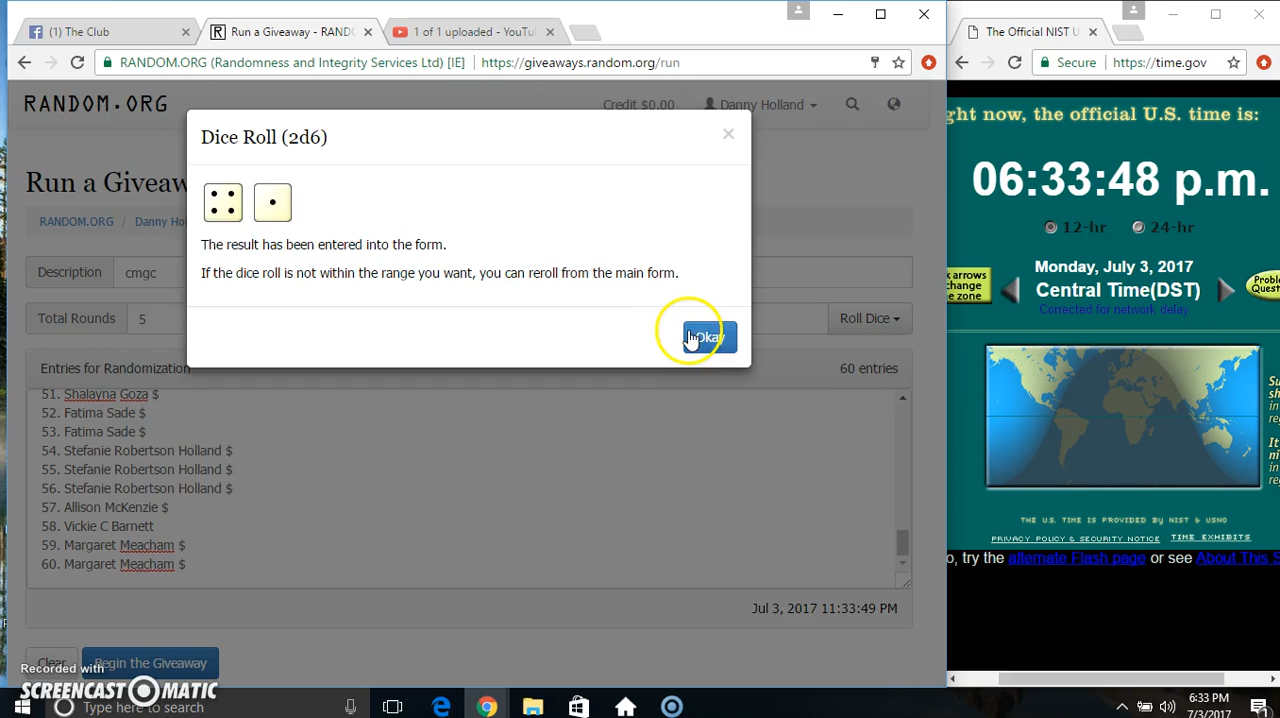 (1) The Club
Run a Giveaway - RAND
1 of 1 uploaded - YouTu
The Official NIST U
RANDOM.ORG (Randomness and Integrity Services Ltd) [IE]
https://giveaways.random.org/run
Secure
https://time.gov
RANDOM.ORG
Credit $0.00
Danny Holland
Dice Roll (2d6)
The result has been entered into the form.
If the dice roll is not within the range you want, you can reroll from the main form.
Okay
Run a Giveaw
RANDOM.ORG / Danny Ho
Description
cmgc
Total Rounds
5
Roll Dice
Entries for Randomization
60 entries
51. Shalayna Goza $
52. Fatima Sade $
53. Fatima Sade $
54. Stefanie Robertson Holland $
55. Stefanie Robertson Holland $
56. Stefanie Robertson Holland $
57. Allison McKenzie $
58. Vickie C Barnett
59. Margaret Meacham $
60. Margaret Meacham $
Jul 3, 2017 11:33:49 PM
Clear
Begin the Giveaway
Recorded with
SCREENCAST-O-MATIC
ght now, the official U.S. time is:
06:33:48 p.m.
12-hr
24-hr
k arrows
change
e zone
Monday, July 3, 2017
Central Time(DST)
Corrected for network delay
Proble
Quest
THE U.S. TIME IS PROVIDED BY NIST & USNO
PRIVACY POLICY & SECURITY NOTICE
TIME EXHIBITS
o, try the alternate Flash page or see About This S
Type here to search
6:33 PM
7/3/2017